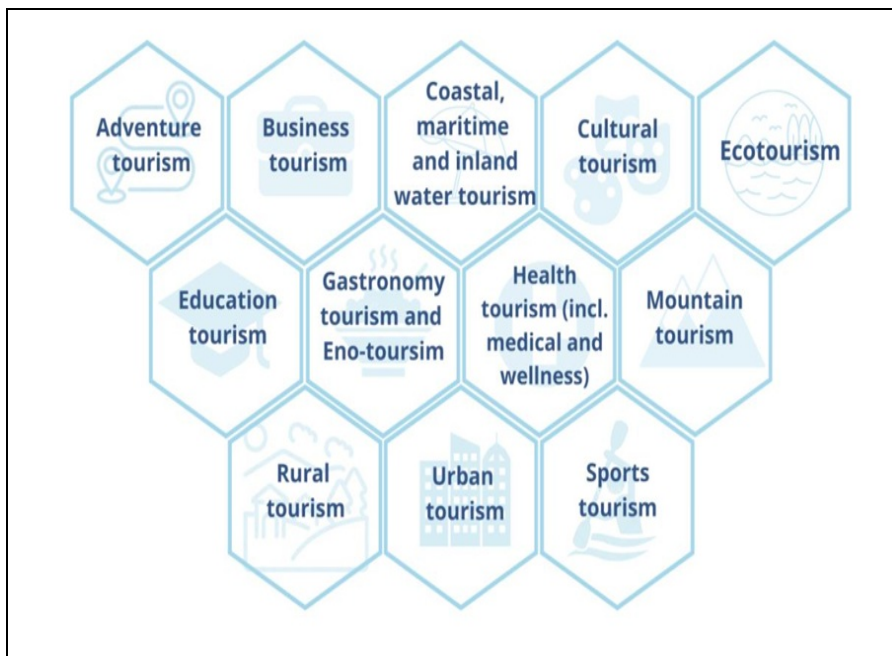 Adventure
tourism
Business
tourism
Coastal,
maritime
and inland
water tourism
Cultural
tourism
Ecotourism
Education
tourism
Gastronomy
tourism and
Eno-toursim
Health
tourism (incl.
medical and
wellness)
Mountain
tourism
Rural
tourism
Urban
tourism
Sports
tourism